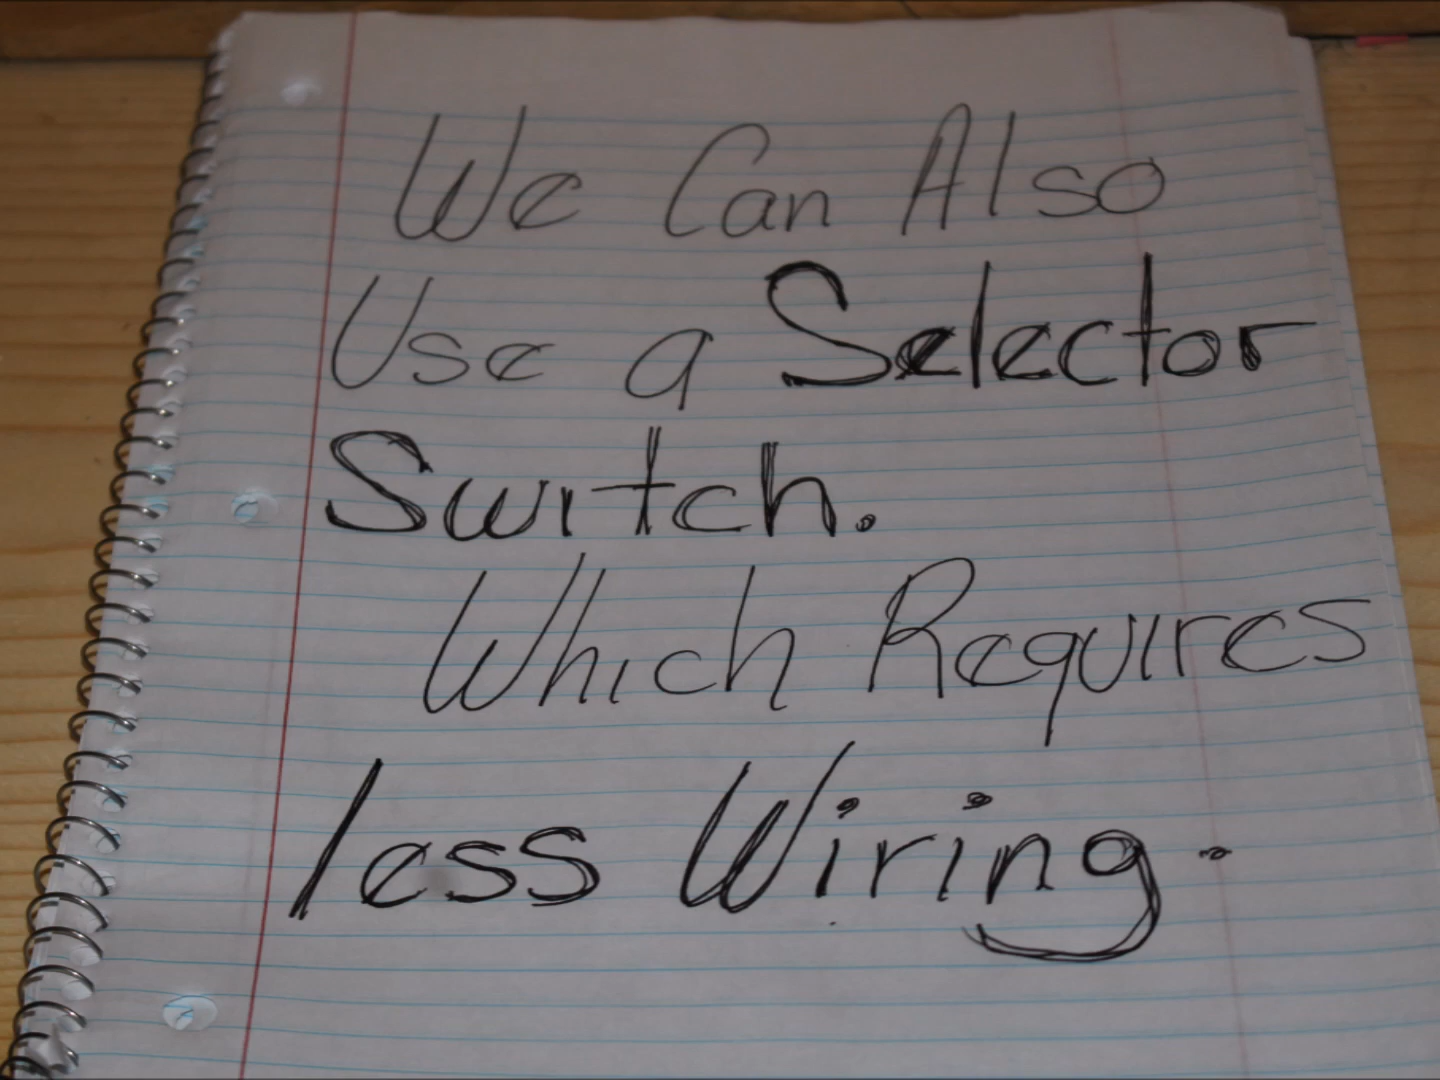 We Can Also
Use a Selector
Switch.
Which Requires
less Wiring.